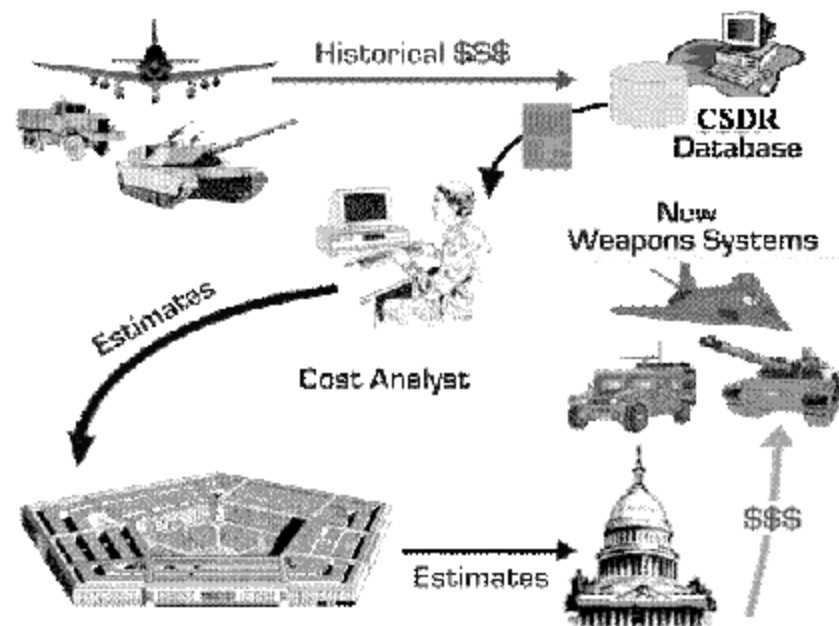 Historical $$$
CSDR
Database
New
Weapons Systems
Estimates
Cost Analyst
$$$
Estimates